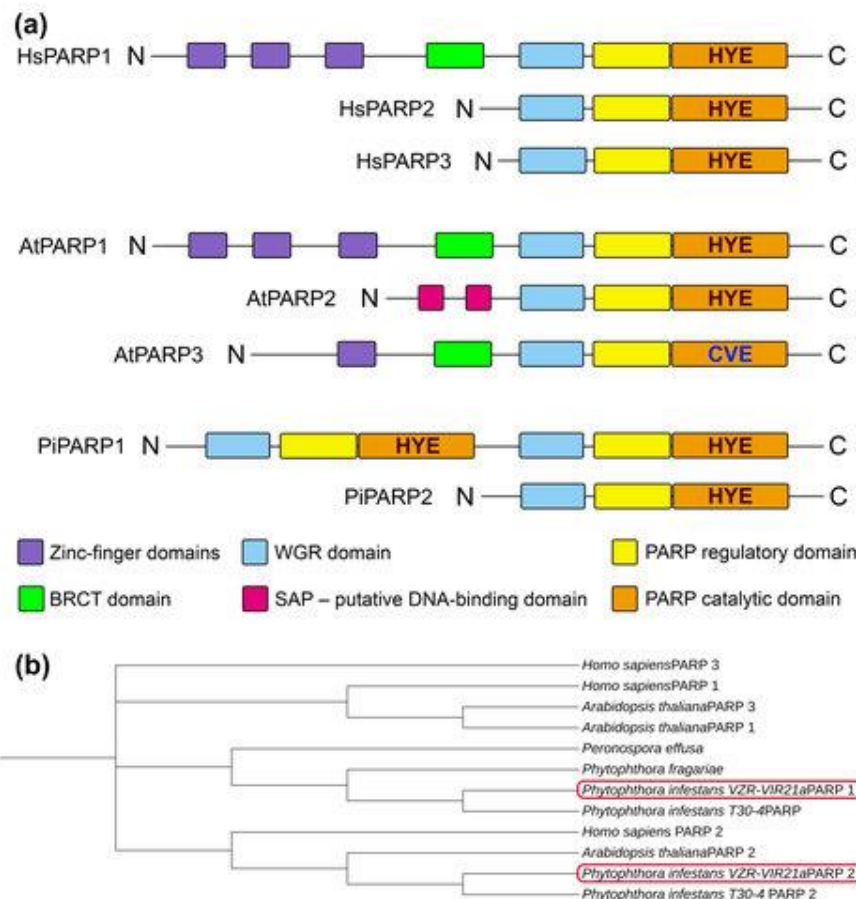 (a)
HsPARP1 N HYE C
HsPARP2 N HYE C
HsPARP3 N HYE C
AtPARP1 N HYE C
AtPARP2 N HYE C
AtPARP3 N CVE C
PiPARP1 N HYE HYE C
PiPARP2 N HYE C
Zinc-finger domains WGR domain PARP regulatory domain
BRCT domain SAP – putative DNA-binding domain PARP catalytic domain
(b)
Homo sapiensPARP 3
Homo sapiensPARP 1
Arabidopsis thalianaPARP 3
Arabidopsis thalianaPARP 1
Peronospora effusa
Phytophthora fragariae
Phytophthora infestans VZR-VIR21aPARP 1
Phytophthora infestans T30-4PARP
Homo sapiens PARP 2
Arabidopsis thalianaPARP 2
Phytophthora infestans VZR-VIR21aPARP 2
Phytophthora infestans T30-4 PARP 2